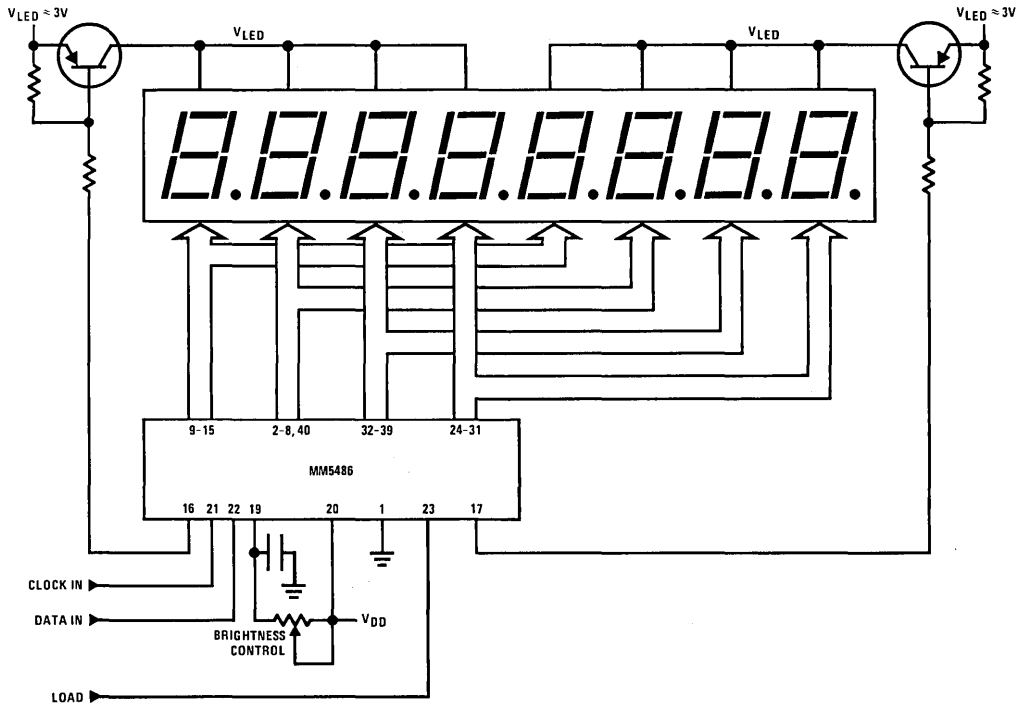 VLED ≈ 3V
VLED
VLED
VLED ≈ 3V
9-15
2-8, 40
32-39
24-31
MM5486
16
21
22
19
20
1
23
17
CLOCK IN
DATA IN
VDD
BRIGHTNESS
CONTROL
LOAD